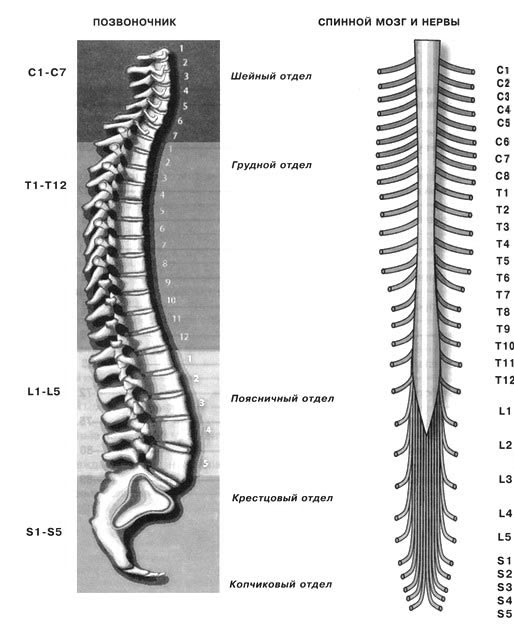 ПОЗВОНОЧНИК
СПИННОЙ МОЗГ И НЕРВЫ
C1-C7
Шейный отдел
T1-T12
Грудной отдел
L1-L5
Поясничный отдел
Крестцовый отдел
S1-S5
Копчиковый отдел
1
2
3
4
5
6
7
1
2
3
4
5
6
7
8
9
10
11
12
1
2
3
4
5
C1
C2
C3
C4
C5
C6
C7
C8
T1
T2
T3
T4
T5
T6
T7
T8
T9
T10
T11
T12
L1
L2
L3
L4
L5
S1
S2
S3
S4
S5